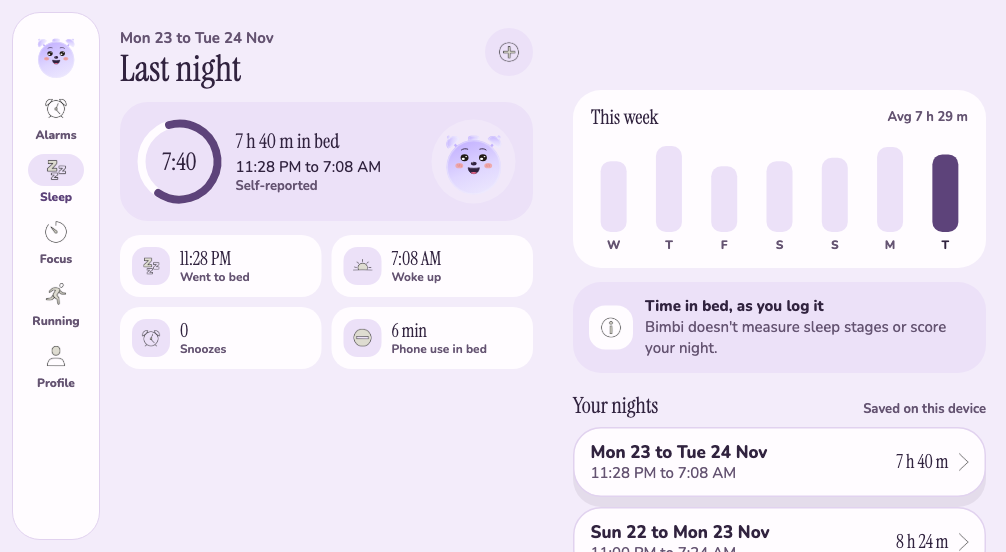 Alarms
Sleep
Focus
Running
Profile
Mon 23 to Tue 24 Nov
Last night
7:40
7 h 40 m in bed
11:28 PM to 7:08 AM
Self-reported
11:28 PM
Went to bed
7:08 AM
Woke up
0
Snoozes
6 min
Phone use in bed
This week
Avg 7 h 29 m
W T F S S M T
Time in bed, as you log it
Bimbi doesn't measure sleep stages or score
your night.
Your nights
Saved on this device
Mon 23 to Tue 24 Nov
11:28 PM to 7:08 AM
7 h 40 m
Sun 22 to Mon 23 Nov
8 h 24 m